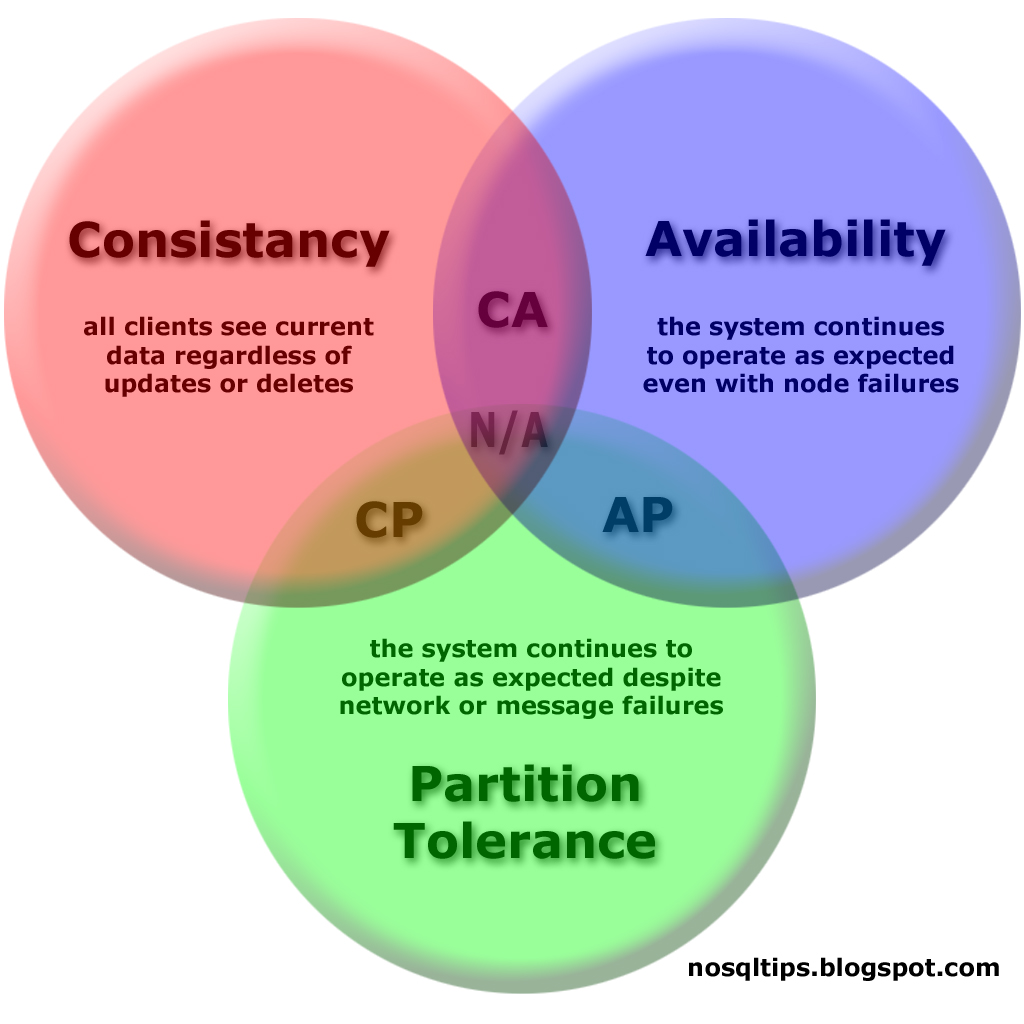 Consistancy
all clients see current
data regardless of
updates or deletes
Availability
the system continues
to operate as expected
even with node failures
CA
N/A
CP
AP
the system continues to
operate as expected despite
network or message failures
Partition
Tolerance
nosqltips.blogspot.com